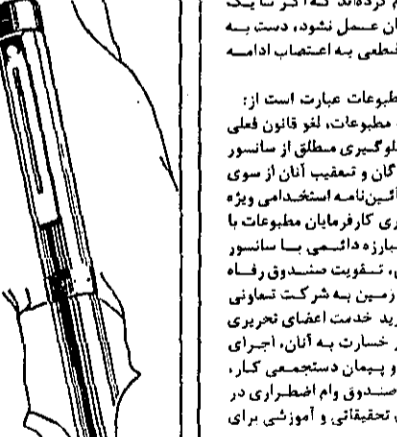 کرده‌اند که اگر تا یک
ان عمل نشود، دست به
قطعی به اعتصاب ادامه
طبوعات عبارت است از:
مطبوعات، لغو قانون فعلی
لوگیری مطلق از سانسور
گان و تعقیب آنان از سوی
آئین‌نامه استخدامی ویژه
ری کارفرمایان مطبوعات با
مبارزه دائمی با سانسور
، تقویت صندوق رفاه
زمین به شرکت تعاونی
رید خدمت اعضای تحریری
ر خسارت به آنان، اجرای
و پیمان دستجمعی کار،
صندوق وام اضطراری در
تحقیقاتی و آموزشی برای